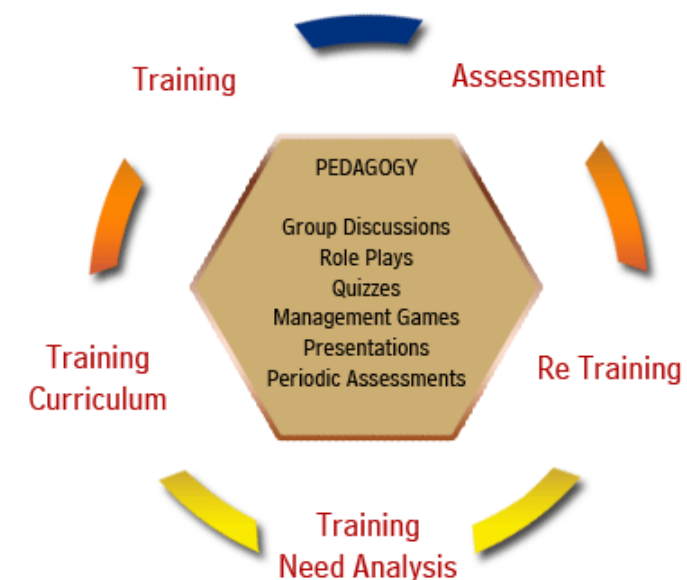 Training
Assessment
PEDAGOGY
Group Discussions
Role Plays
Quizzes
Management Games
Presentations
Periodic Assessments
Training
Curriculum
Re Training
Training
Need Analysis